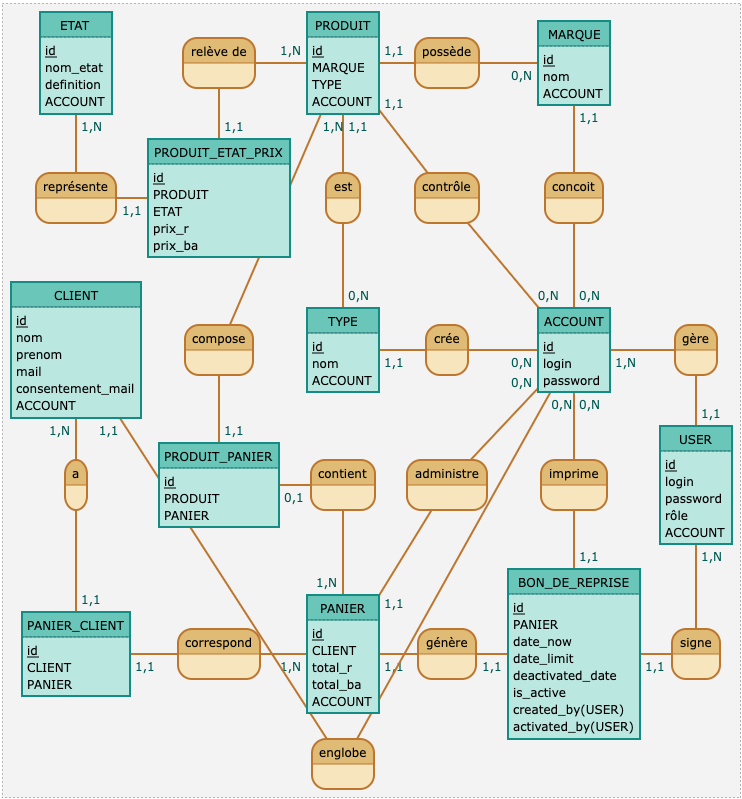 ETAT
id
nom_etat
definition
ACCOUNT
1,N
relève de
1,N
1,1
PRODUIT
id
MARQUE
TYPE
ACCOUNT
1,1
1,1
1,N
1,1
possède
0,N
MARQUE
id
nom
ACCOUNT
1,1
représente
1,1
PRODUIT_ETAT_PRIX
id
PRODUIT
ETAT
prix_r
prix_ba
est
0,N
contrôle
0,N
concoit
0,N
CLIENT
id
nom
prenom
mail
consentement_mail
ACCOUNT
1,N
1,1
compose
1,1
TYPE
id
nom
ACCOUNT
1,1
crée
0,N
0,N
ACCOUNT
id
login
password
1,N
0,N
0,N
gère
1,1
a
1,1
PRODUIT_PANIER
id
PRODUIT
PANIER
0,1
contient
1,N
administre
1,1
imprime
1,1
USER
id
login
password
rôle
ACCOUNT
1,N
PANIER_CLIENT
id
CLIENT
PANIER
1,1
correspond
1,N
PANIER
id
CLIENT
total_r
total_ba
ACCOUNT
1,1
génère
1,1
BON_DE_REPRISE
id
PANIER
date_now
date_limit
deactivated_date
is_active
created_by(USER)
activated_by(USER)
1,1
signe
englobe